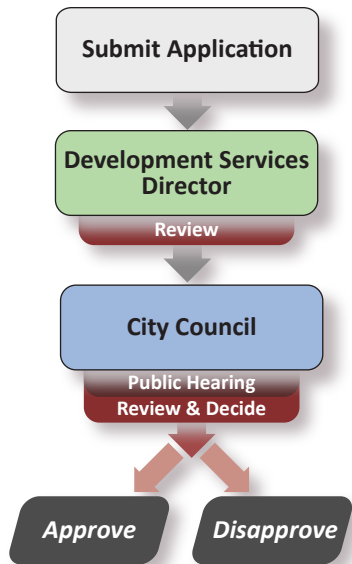 Submit Application
Development Services
Director
Review
City Council
Public Hearing
Review & Decide
Approve
Disapprove